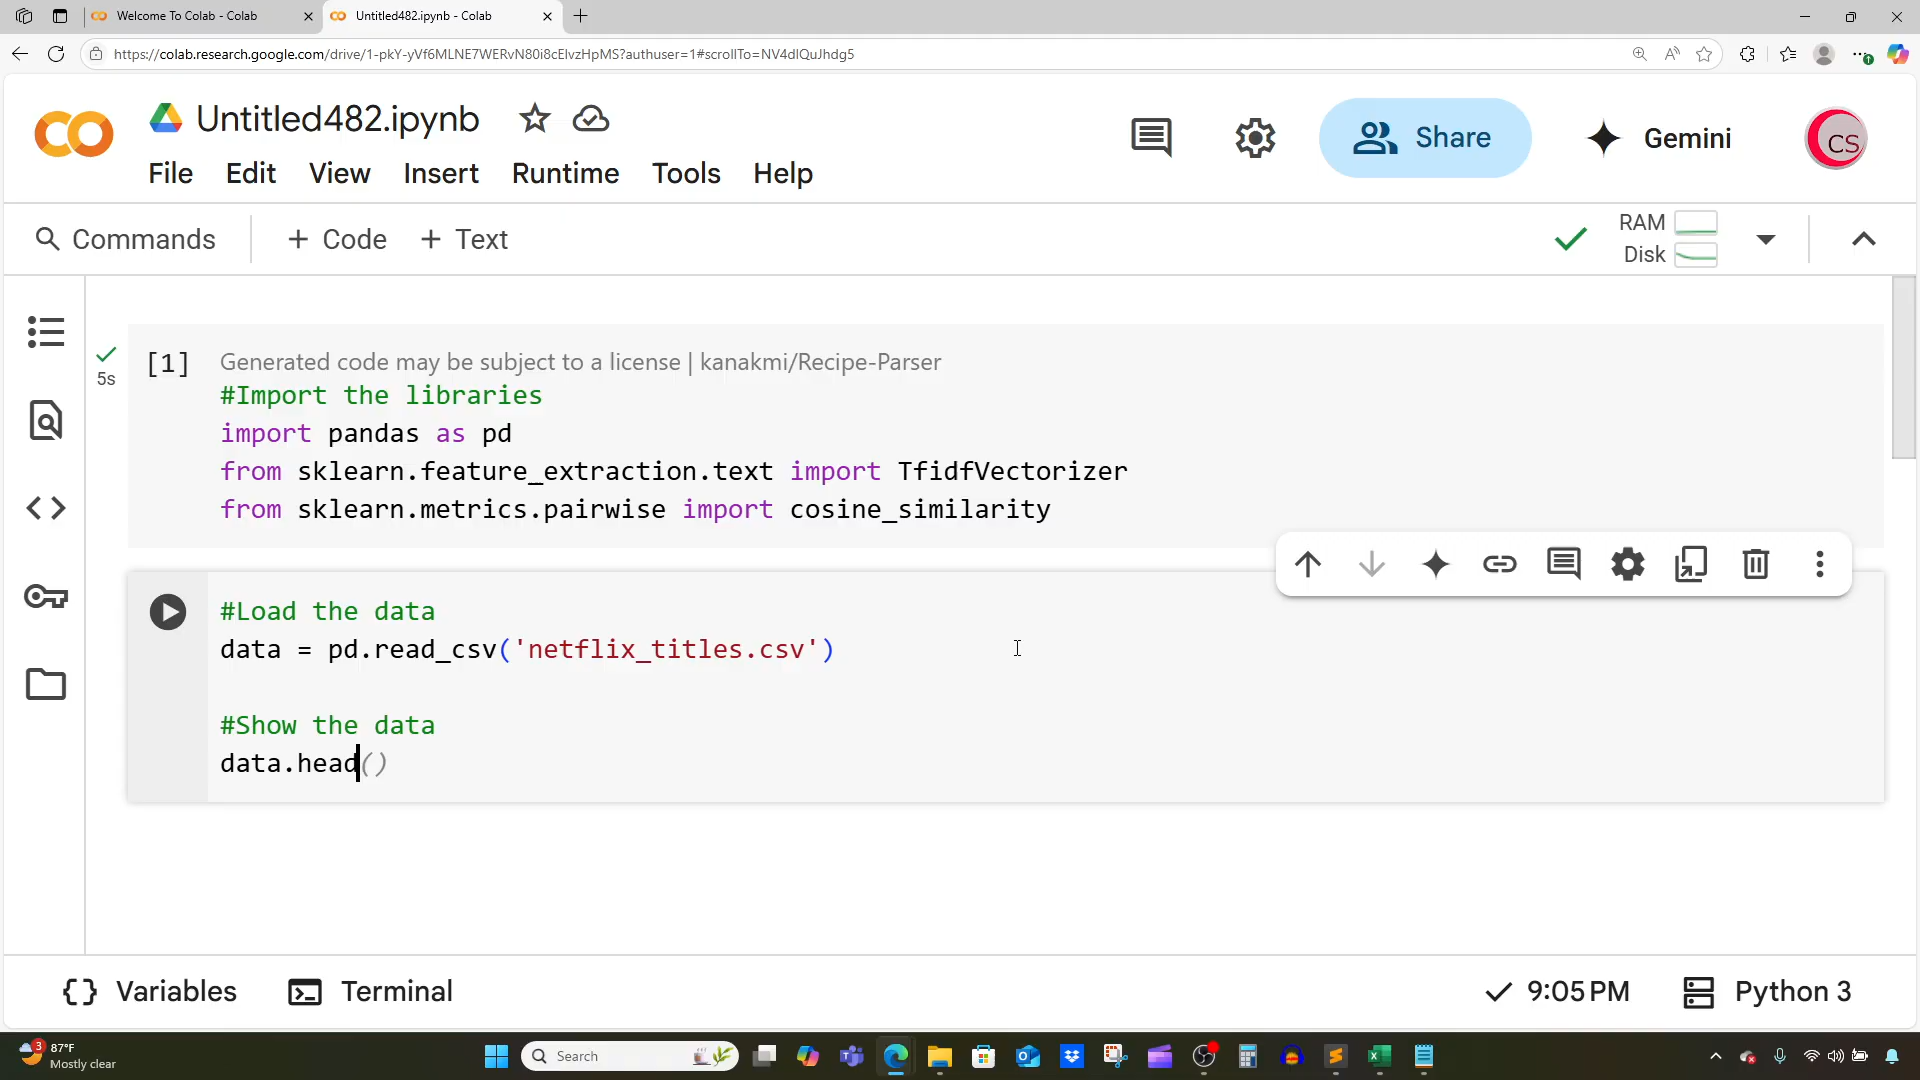 Welcome To Colab - Colab
Untitled482.ipynb - Colab
https://colab.research.google.com/drive/1-pkY-yVf6MLNE7WERvN80i8cElvzHpMS?authuser=1#scrollTo=NV4dlQuJhdg5
Untitled482.ipynb
File Edit View Insert Runtime Tools Help
Share
Gemini
CS
Commands
+ Code + Text
RAM
Disk
5s
[1]
Generated code may be subject to a license | kanakmi/Recipe-Parser
#Import the libraries
import pandas as pd
from sklearn.feature_extraction.text import TfidfVectorizer
from sklearn.metrics.pairwise import cosine_similarity
#Load the data
data = pd.read_csv('netflix_titles.csv')
#Show the data
data.head()
Variables
Terminal
9:05 PM
Python 3
3
87°F
Mostly clear
Search